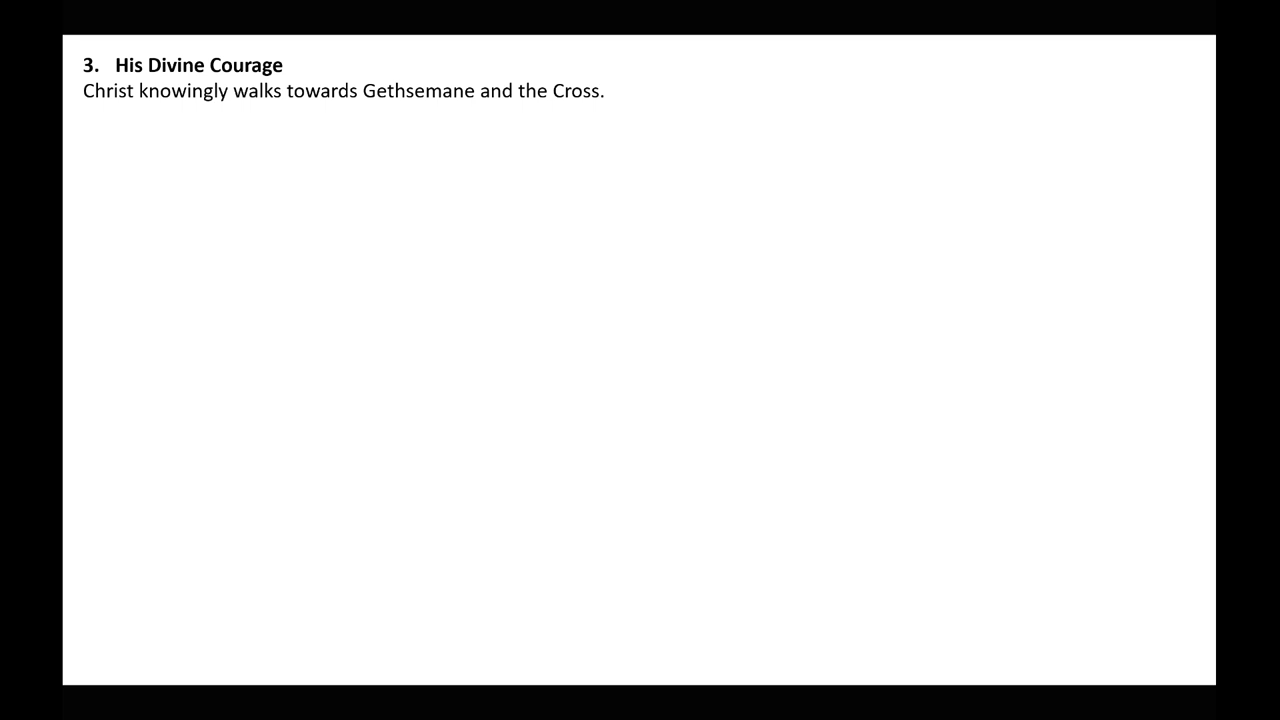 3. His Divine Courage
Christ knowingly walks towards Gethsemane and the Cross.